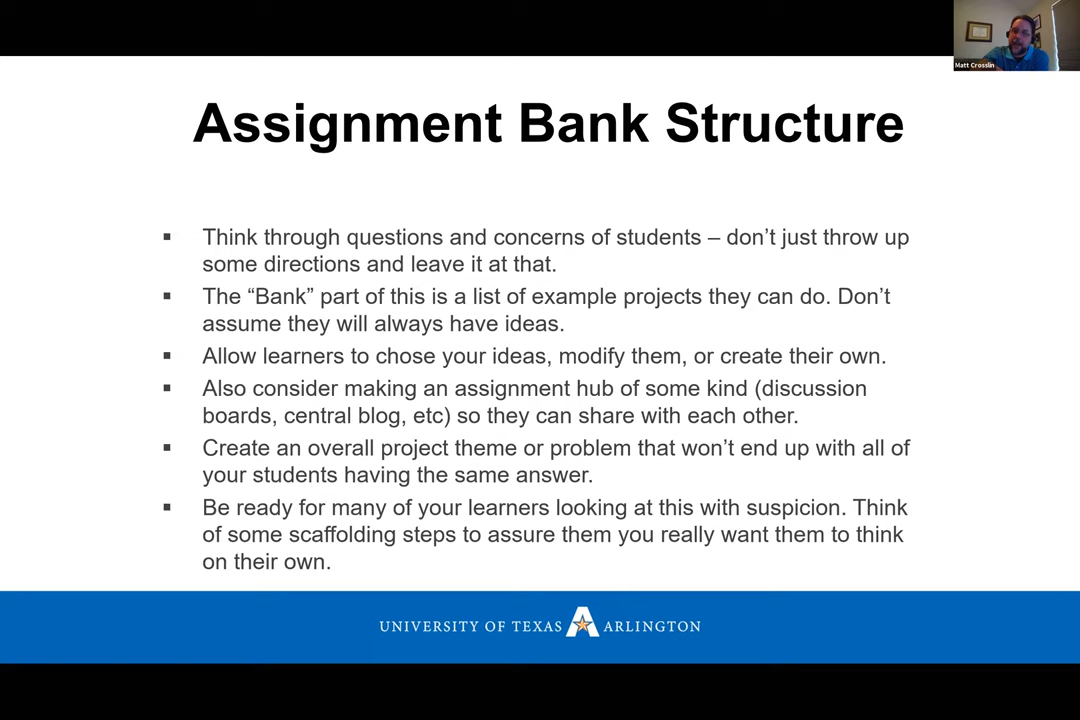 Matt Crosslin
Assignment Bank Structure
▪ Think through questions and concerns of students – don’t just throw up
some directions and leave it at that.
▪ The “Bank” part of this is a list of example projects they can do. Don’t
assume they will always have ideas.
▪ Allow learners to chose your ideas, modify them, or create their own.
▪ Also consider making an assignment hub of some kind (discussion
boards, central blog, etc) so they can share with each other.
▪ Create an overall project theme or problem that won’t end up with all of
your students having the same answer.
▪ Be ready for many of your learners looking at this with suspicion. Think
of some scaffolding steps to assure them you really want them to think
on their own.
UNIVERSITY OF TEXAS A ARLINGTON